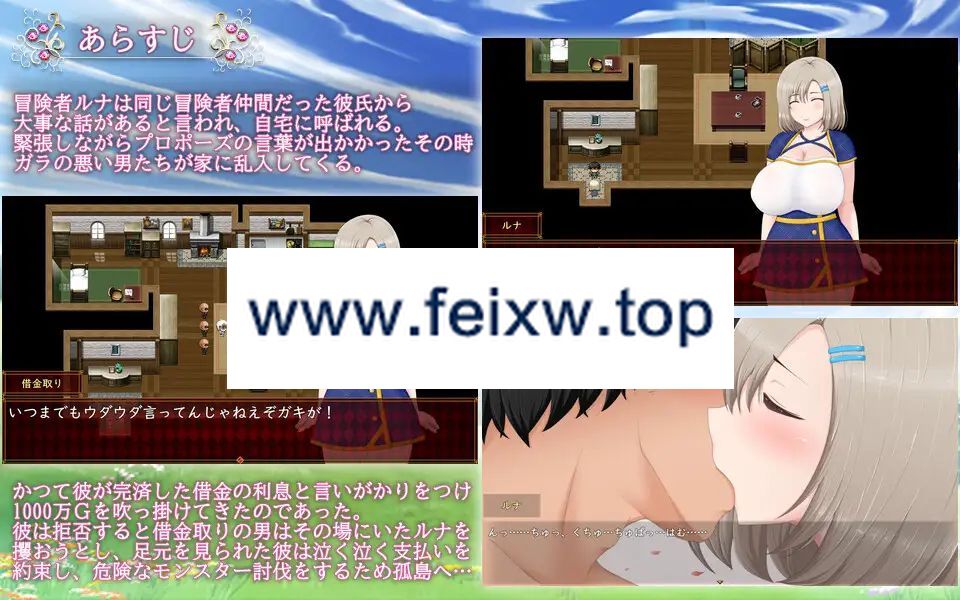 あらすじ
冒険者ルナは同じ冒険者仲間だった彼氏から
大事な話があると言われ、自宅に呼ばれる。
緊張しながらプロポーズの言葉が出かかったその時
ガラの悪い男たちが家に乱入してくる。
ルナ
www.feixw.top
借金取り
いつまでもウダウダ言ってんじゃねえぞガキが！
ルナ
んっ……ちゅっ、くちゅ…ちゅぱっ…はむ……
かつて彼が完済した借金の利息と言いがかりをつけ
1000万Ｇを吹っ掛けてきたのであった。
彼は拒否すると借金取りの男はその場にいたルナを
攫おうとし、足元を見られた彼は泣く泣く支払いを
約束し、危険なモンスター討伐をするため孤島へ…